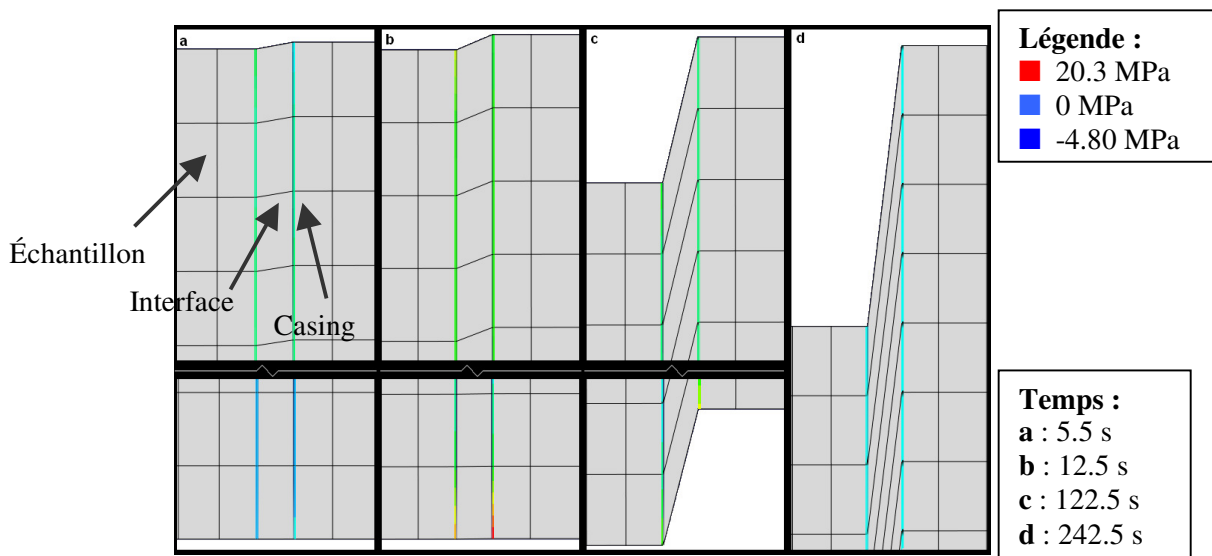 a
b
c
d
Échantillon
Interface
Casing
Légende :
20.3 MPa
0 MPa
-4.80 MPa
Temps :
a : 5.5 s
b : 12.5 s
c : 122.5 s
d : 242.5 s